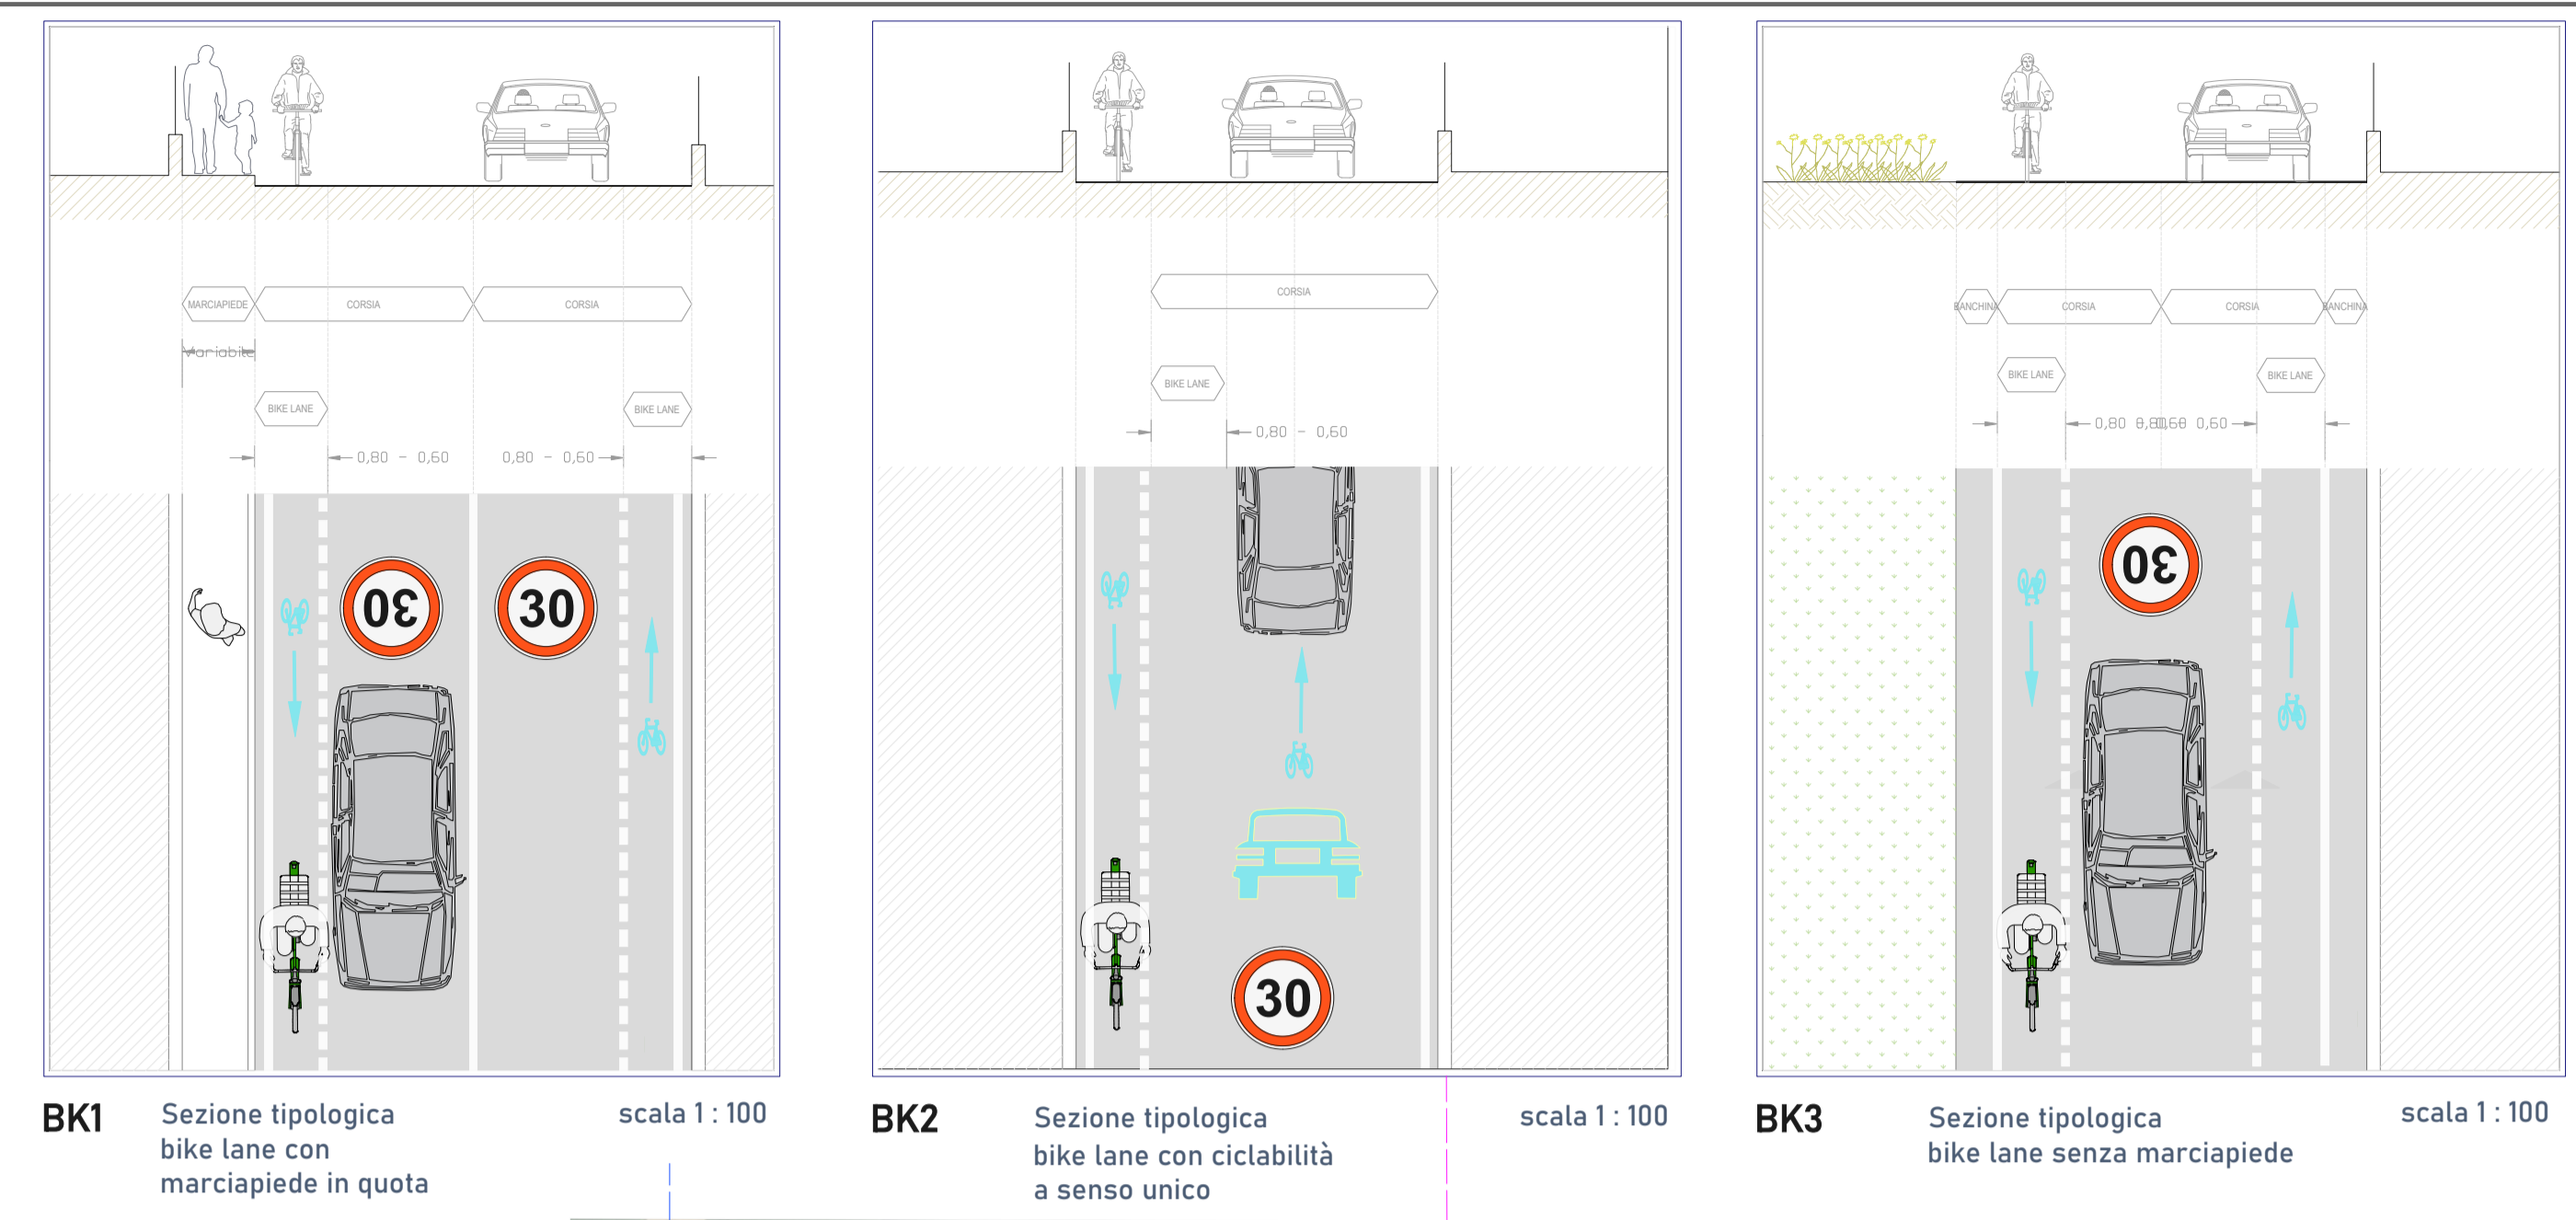 MARCIAPIEDE
CORSIA
CORSIA
Variabile
BIKE LANE
BIKE LANE
0,80 - 0,60
0,80 - 0,60
30
30
BK1
Sezione tipologica
bike lane con
marciapiede in quota
scala 1 : 100
CORSIA
BIKE LANE
0,80 - 0,60
30
BK2
Sezione tipologica
bike lane con ciclabilità
a senso unico
scala 1 : 100
BANCHINA
CORSIA
CORSIA
BANCHINA
BIKE LANE
BIKE LANE
0,80
0,60
30
BK3
Sezione tipologica
bike lane senza marciapiede
scala 1 : 100